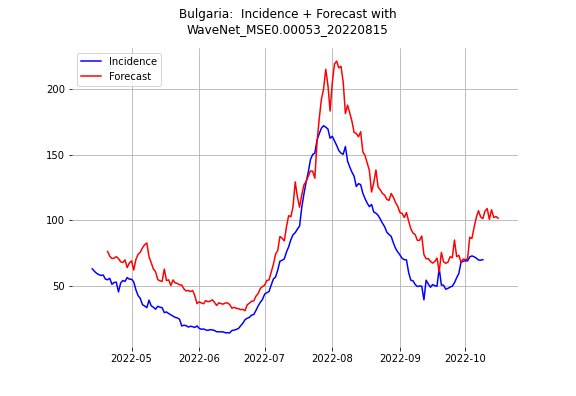 Bulgaria:  Incidence + Forecast with
WaveNet_MSE0.00053_20220815
Incidence
Forecast
200
150
100
50
2022-05
2022-06
2022-07
2022-08
2022-09
2022-10